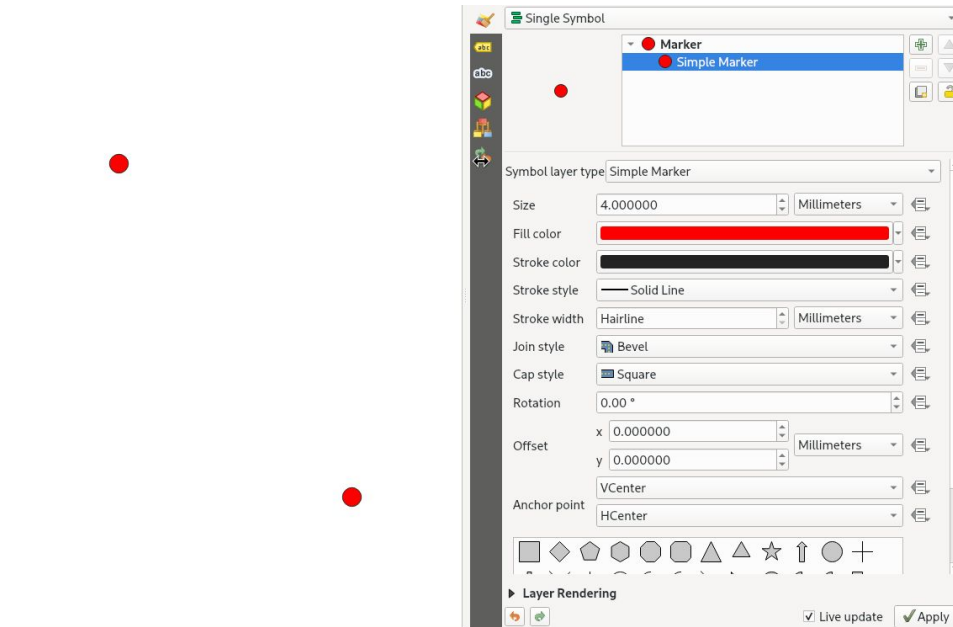 Single Symbol
abc
abc
Marker
Simple Marker
Symbol layer type Simple Marker
Size 4.000000 Millimeters
Fill color
Stroke color
Stroke style Solid Line
Stroke width Hairline Millimeters
Join style Bevel
Cap style Square
Rotation 0.00 °
Offset x 0.000000 Millimeters
y 0.000000
Anchor point VCenter
HCenter
Layer Rendering
Live update Apply